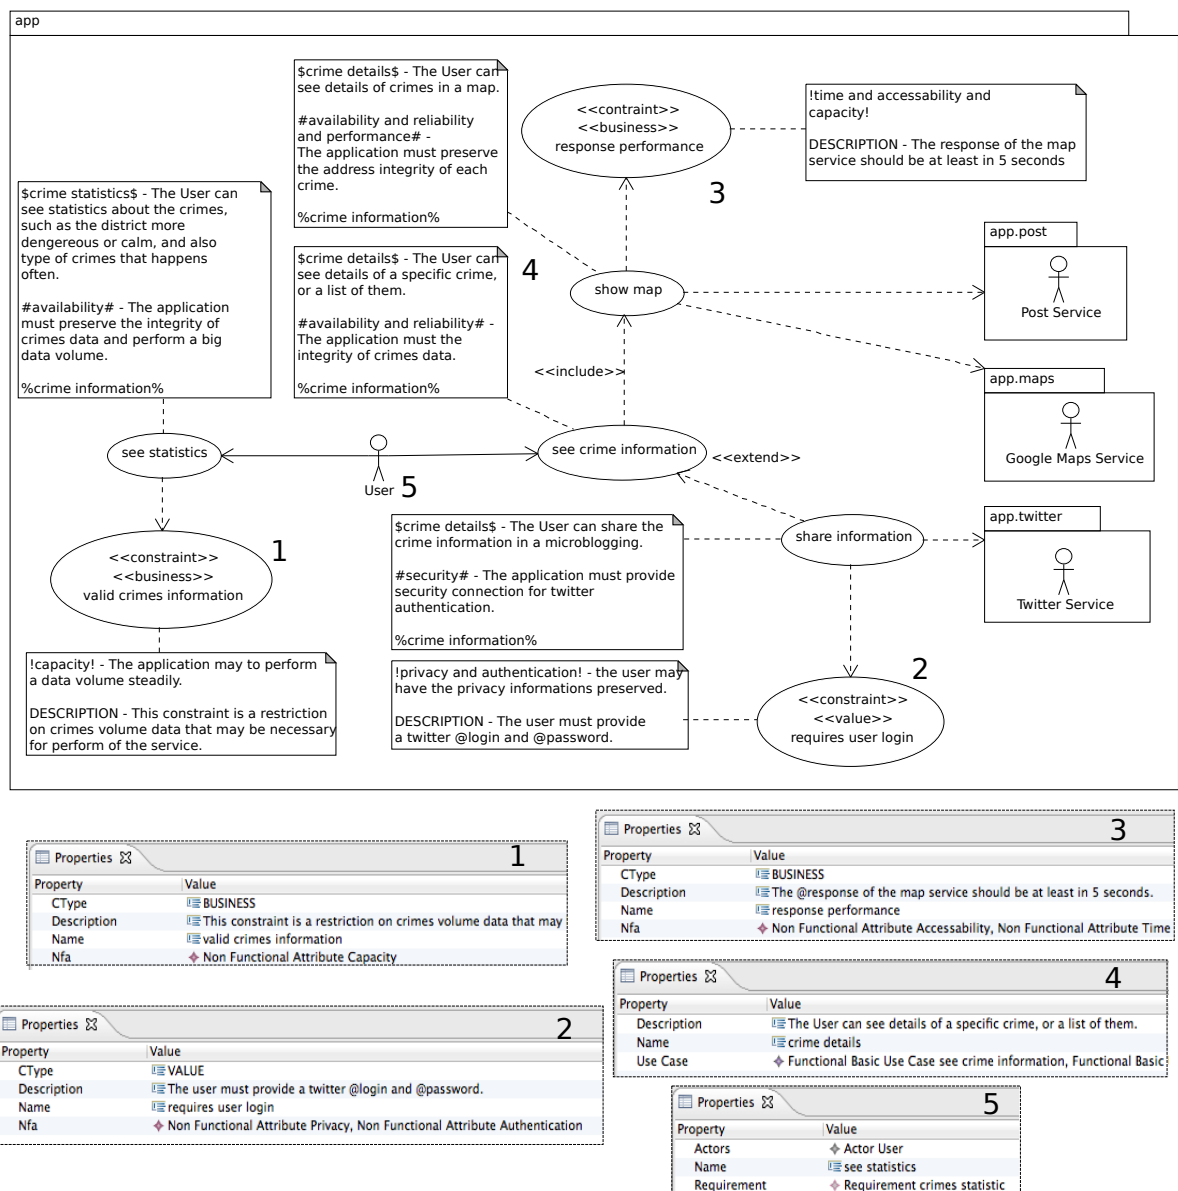 app
$crime details$ - The User can
see details of crimes in a map.
#availability and reliability
and performance# -
The application must preserve
the address integrity of each
crime.
%crime information%
<<contraint>>
<<business>>
response performance
3
!time and accessability and
capacity!
DESCRIPTION - The response of the map
service should be at least in 5 seconds
$crime statistics$ - The User can
see statistics about the crimes,
such as the district more
dengereous or calm, and also
type of crimes that happens
often.
#availability# - The application
must preserve the integrity of
crimes data and perform a big
data volume.
%crime information%
$crime details$ - The User can
see details of a specific crime,
or a list of them.
#availability and reliability# -
The application must the
integrity of crimes data.
%crime information%
4
show map
app.post
Post Service
<<include>>
app.maps
Google Maps Service
see statistics
User
5
see crime information
<<extend>>
<<constraint>>
<<business>>
valid crimes information
1
$crime details$ - The User can share the
crime information in a microblogging.
#security# - The application must provide
security connection for twitter
authentication.
%crime information%
share information
app.twitter
Twitter Service
!capacity! - The application may to perform
a data volume steadily.
DESCRIPTION - This constraint is a restriction
on crimes volume data that may be necessary
for perform of the service.
!privacy and authentication! - the user may
have the privacy informations preserved.
DESCRIPTION - The user must provide
a twitter @login and @password.
2
<<constraint>>
<<value>>
requires user login
Properties
1
Property Value
CType BUSINESS
Description This constraint is a restriction on crimes volume data that may
Name valid crimes information
Nfa Non Functional Attribute Capacity
Properties
3
Property Value
CType BUSINESS
Description The @response of the map service should be at least in 5 seconds.
Name response performance
Nfa Non Functional Attribute Accessability, Non Functional Attribute Time
Properties
2
Property Value
CType VALUE
Description The user must provide a twitter @login and @password.
Name requires user login
Nfa Non Functional Attribute Privacy, Non Functional Attribute Authentication
Properties
4
Property Value
Description The User can see details of a specific crime, or a list of them.
Name crime details
Use Case Functional Basic Use Case see crime information, Functional Basic
Properties
5
Property Value
Actors Actor User
Name see statistics
Requirement Requirement crimes statistic